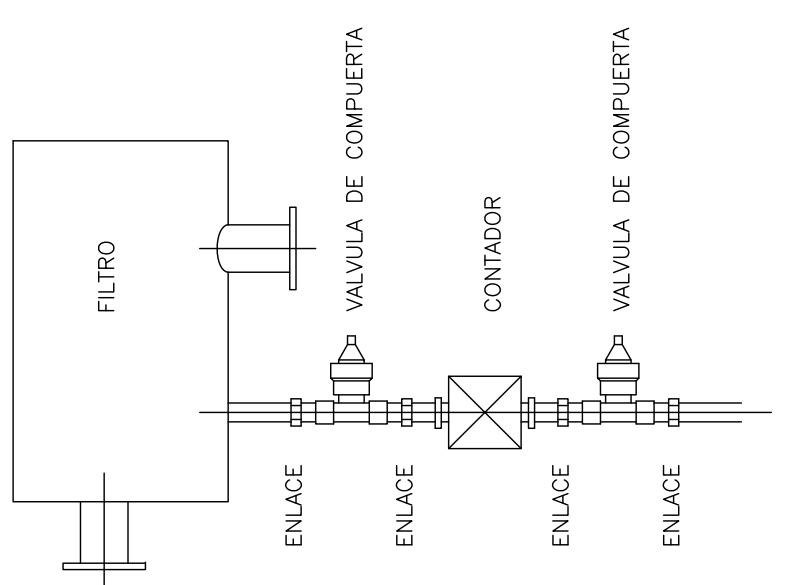 FILTRO
VALVULA DE COMPUERTA
CONTADOR
VALVULA DE COMPUERTA
ENLACE
ENLACE
ENLACE
ENLACE